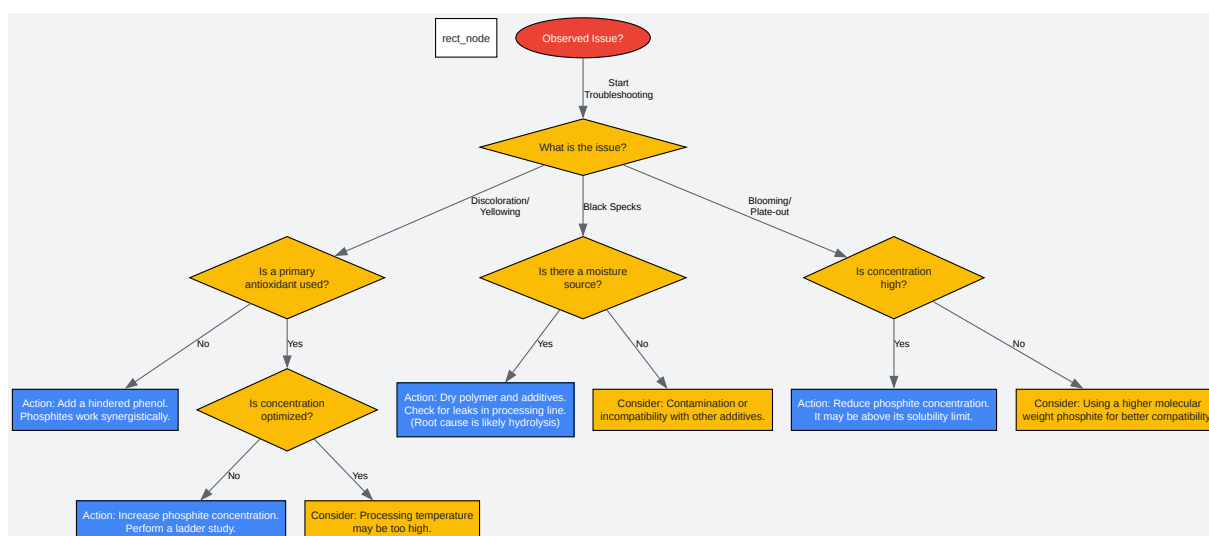 rect_node
Observed Issue?
Start
Troubleshooting
What is the issue?
Discoloration/
Yellowing
Black Specks
Blooming/
Plate-out
Is a primary
antioxidant used?
Is there a moisture
source?
Is concentration
high?
No
Yes
Yes
No
Yes
No
Action: Add a hindered phenol.
Phosphites work synergistically.
Is concentration
optimized?
Action: Dry polymer and additives.
Check for leaks in processing line.
(Root cause is likely hydrolysis)
Consider: Contamination or
incompatibility with other additives.
Action: Reduce phosphite concentration.
It may be above its solubility limit.
Consider: Using a higher molecular
weight phosphite for better compatibility
No
Yes
Action: Increase phosphite concentration.
Perform a ladder study.
Consider: Processing temperature
may be too high.